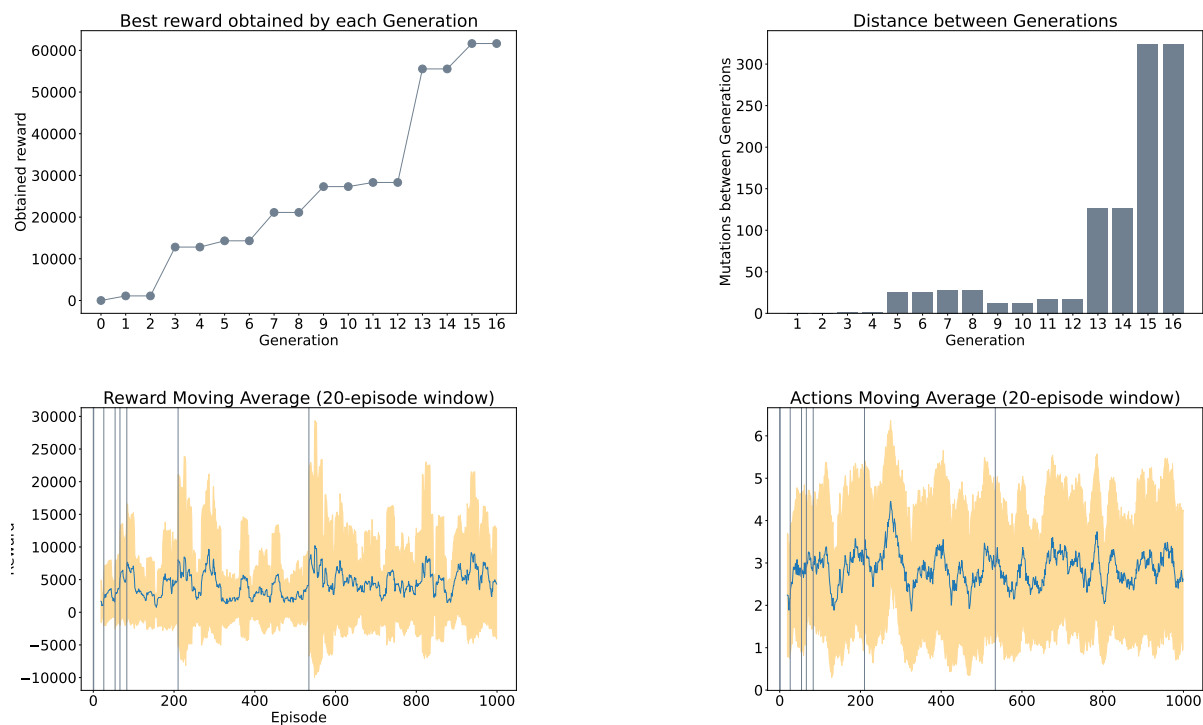 Best reward obtained by each Generation
Obtained reward
60000
50000
40000
30000
20000
10000
0
0 1 2 3 4 5 6 7 8 9 10 11 12 13 14 15 16
Generation
Distance between Generations
Mutations between Generations
300
250
200
150
100
50
0
1 2 3 4 5 6 7 8 9 10 11 12 13 14 15 16
Generation
Reward Moving Average (20-episode window)
30000
25000
20000
15000
10000
5000
0
−5000
−10000
0 200 400 600 800 1000
Episode
Actions Moving Average (20-episode window)
6
5
4
3
2
1
0
0 200 400 600 800 1000